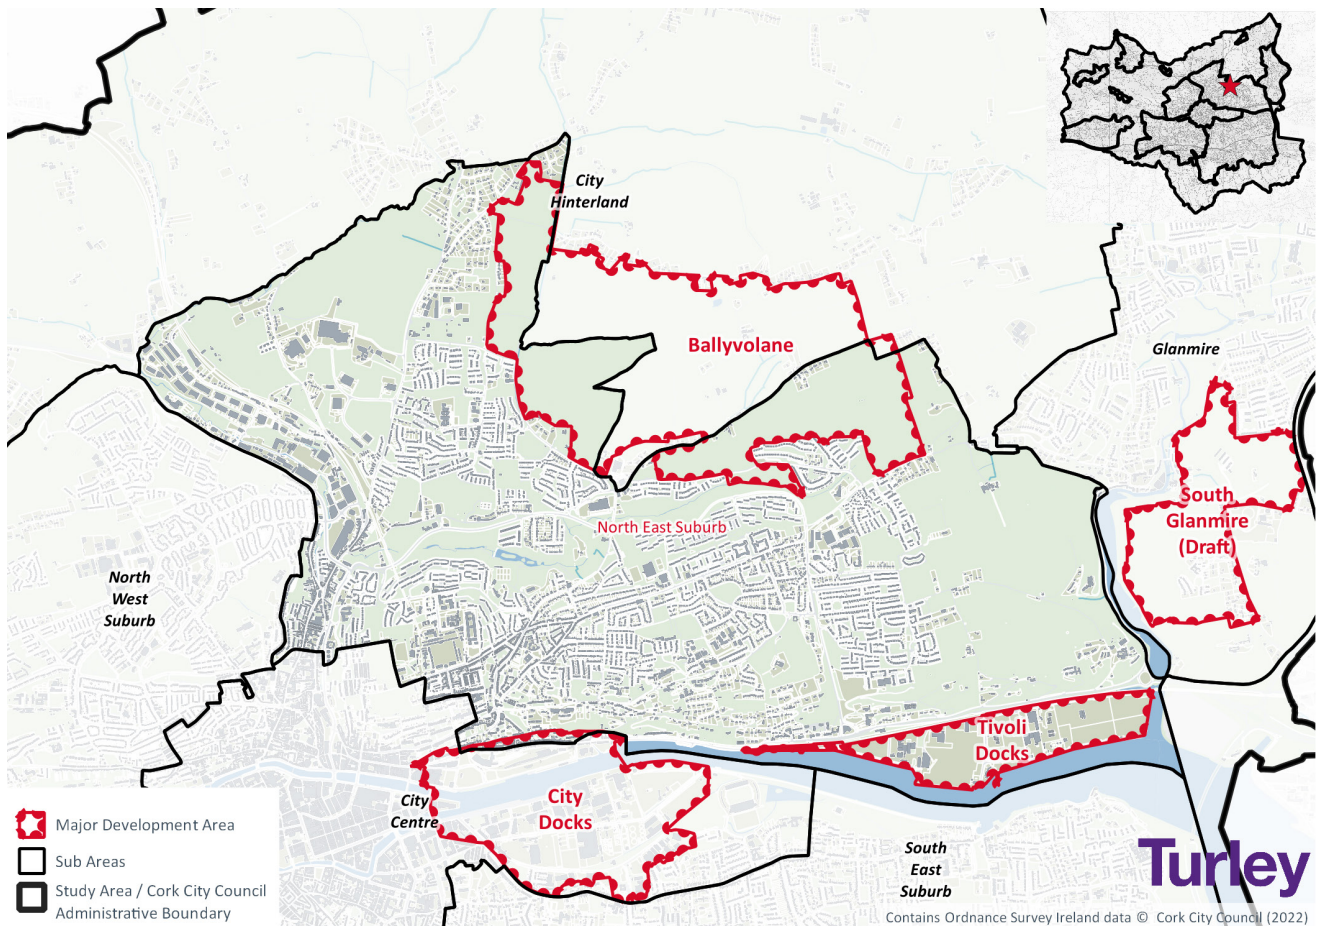 City
Hinterland
Ballyvolane
Glanmire
South
Glanmire
(Draft)
North East Suburb
North
West
Suburb
Tivoli
Docks
City
Docks
City
Centre
South
East
Suburb
Major Development Area
Sub Areas
Study Area / Cork City Council
Administrative Boundary
Turley
Contains Ordnance Survey Ireland data © Cork City Council (2022)